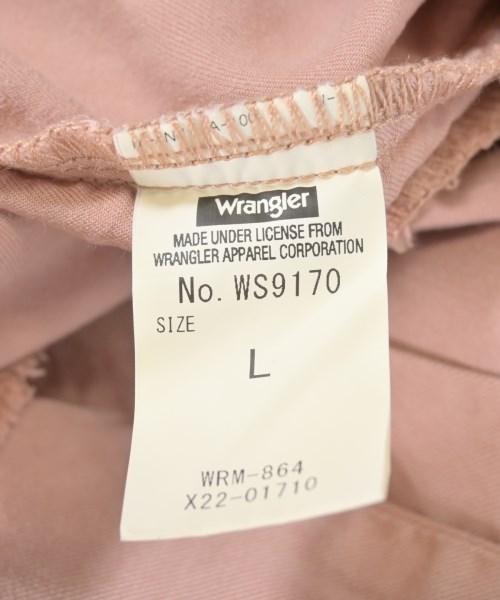 Wrangler
MADE UNDER LICENSE FROM
WRANGLER APPAREL CORPORATION
No. WS9170
SIZE
L
WRM-864
X22-01710